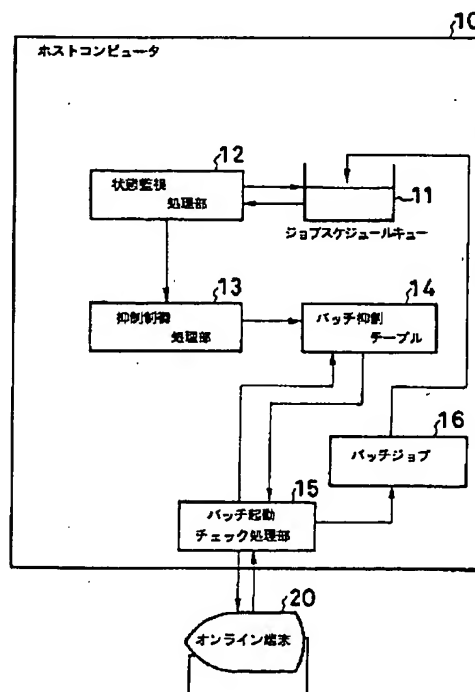 10
ホストコンピュータ
12
状態監視
処理部
11
ジョブスケジュールキュー
13
抑制制御
処理部
14
バッチ抑制
テーブル
16
バッチジョブ
15
バッチ起動
チェック処理部
20
オンライン端末